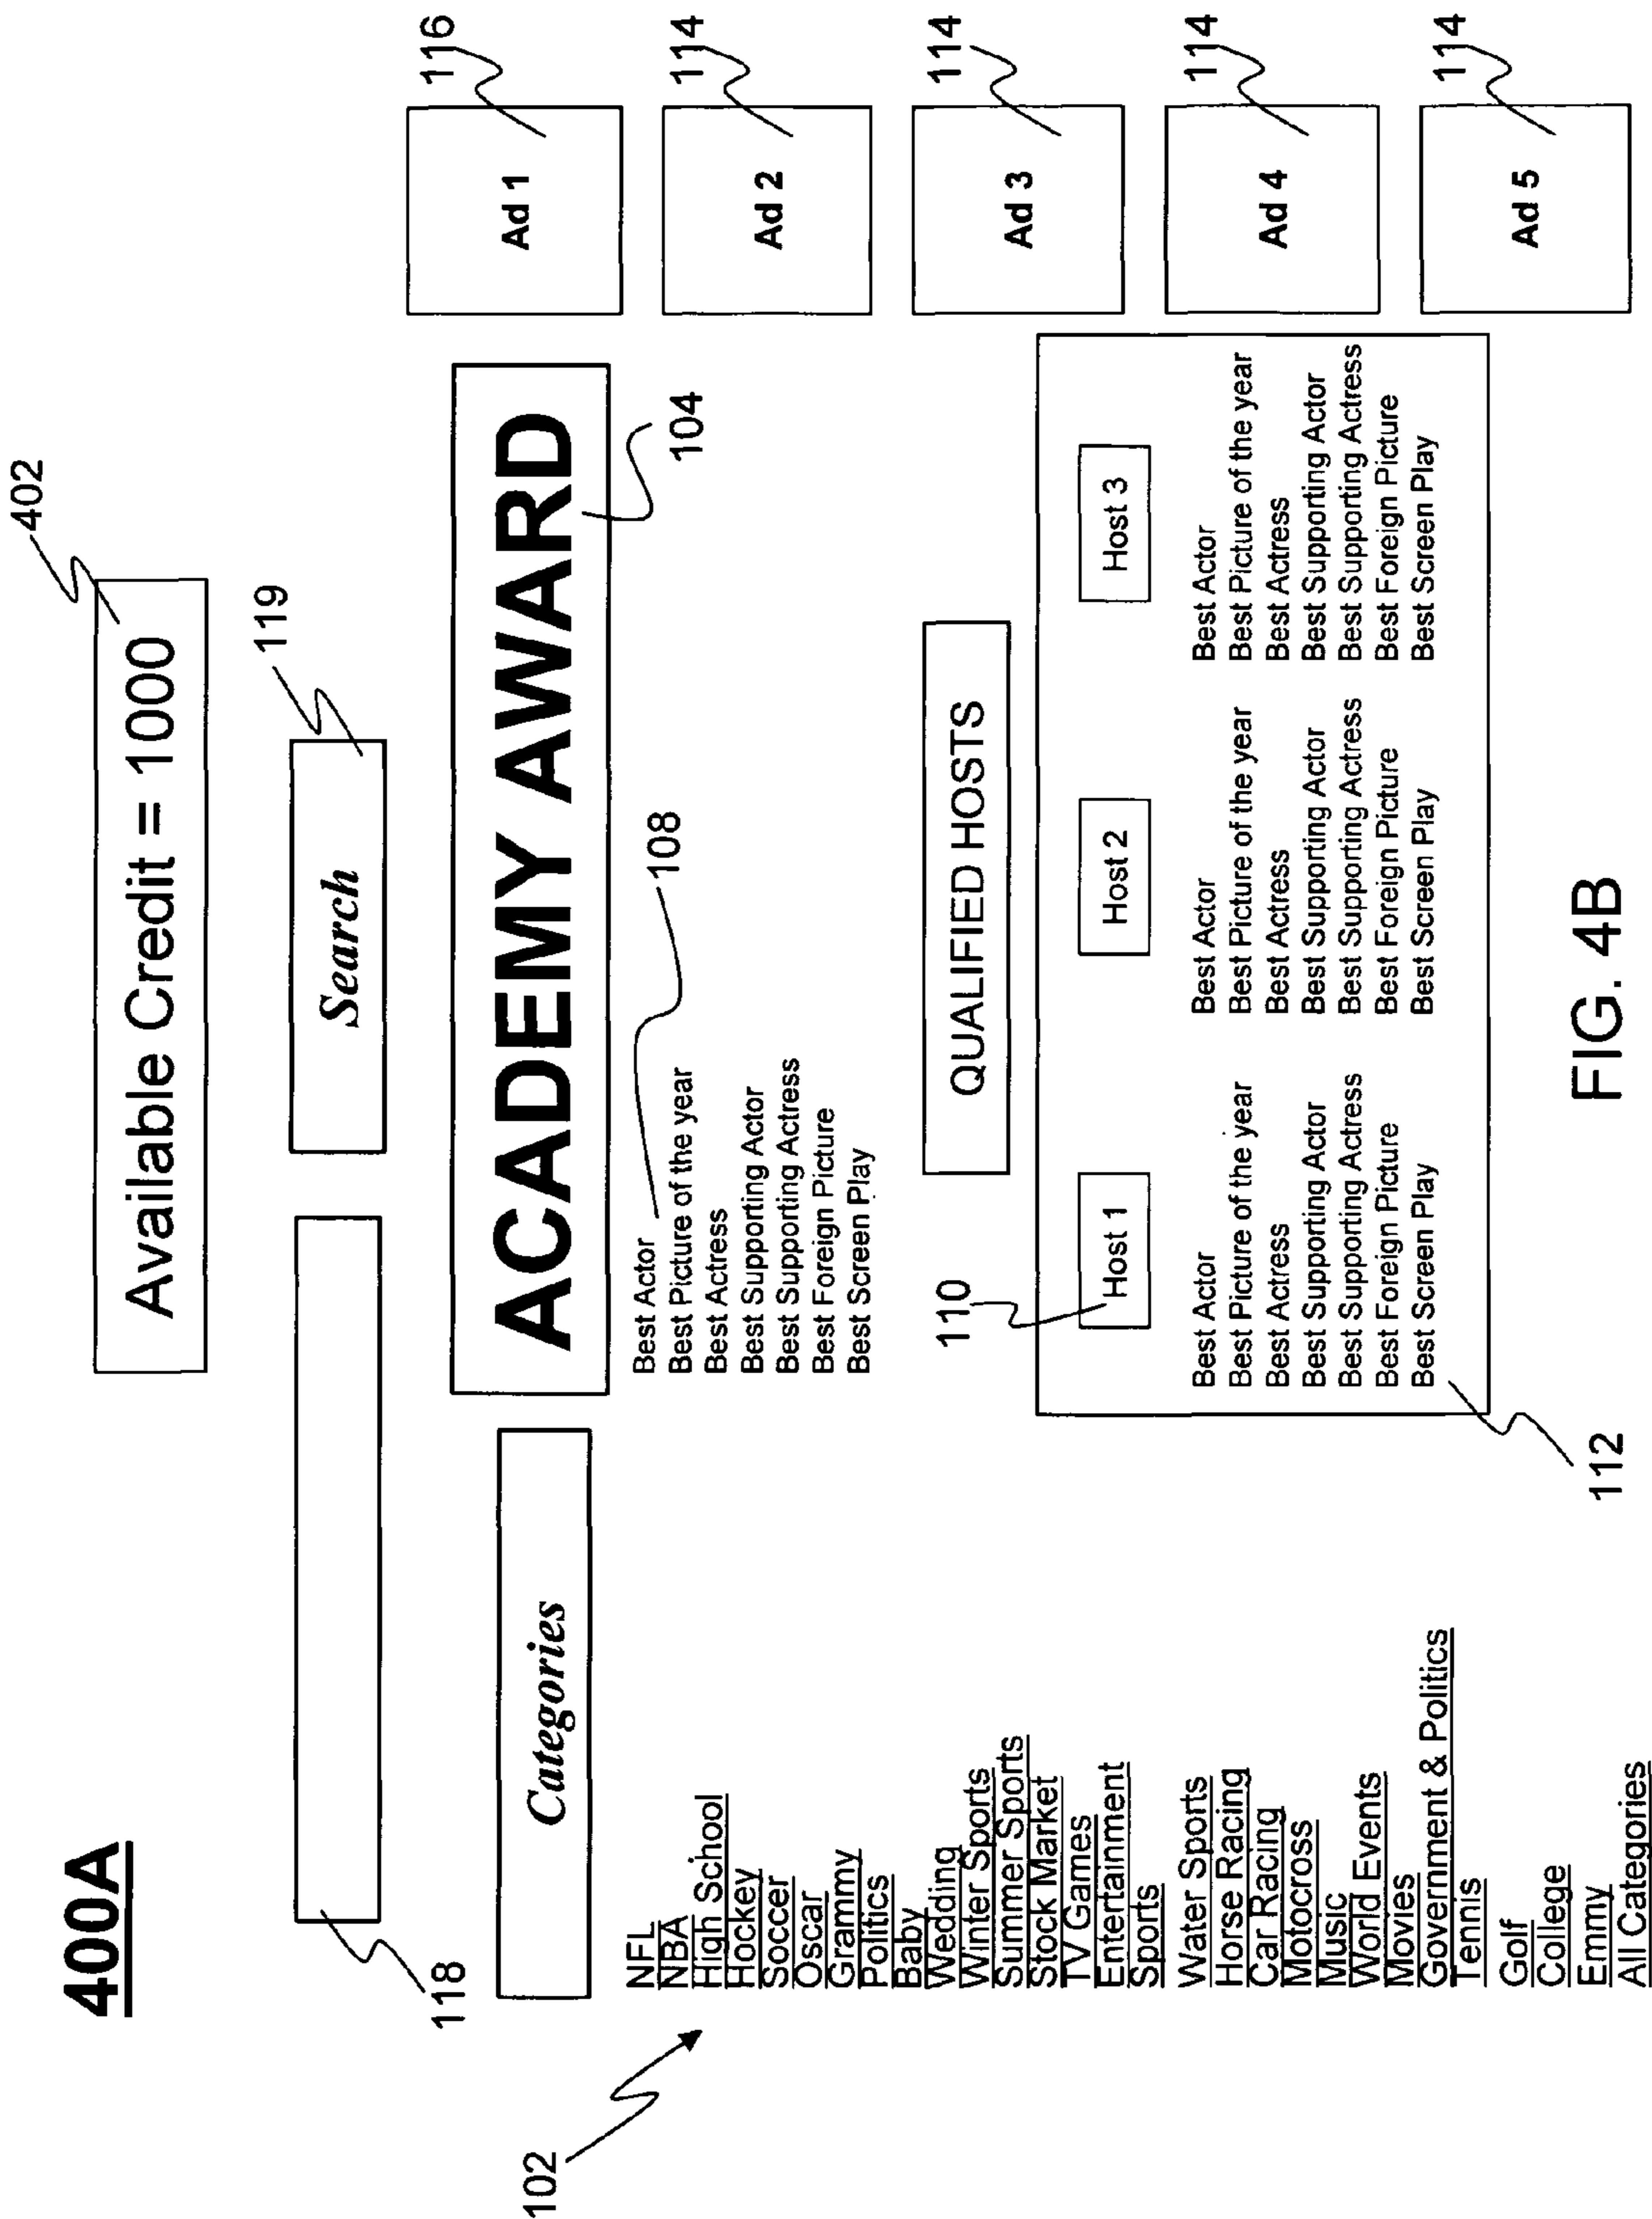 400A
Available Credit = 1000
402
118
Search
119
Categories
ACADEMY AWARD
104
Ad 1
116
102
NFL
NBA
High School
Hockey
Soccer
Oscar
Grammy
Politics
Baby
Wedding
Winter Sports
Summer Sports
Stock Market
TV Games
Entertainment
Sports
Water Sports
Horse Racing
Car Racing
Motocross
Music
World Events
Movies
Government & Politics
Tennis
Golf
College
Emmy
All Categories
Best Actor
Best Picture of the year
Best Actress
Best Supporting Actor
Best Supporting Actress
Best Foreign Picture
Best Screen Play
108
Ad 2
114
QUALIFIED HOSTS
110
Host 1
Best Actor
Best Picture of the year
Best Actress
Best Supporting Actor
Best Supporting Actress
Best Foreign Picture
Best Screen Play
Host 2
Best Actor
Best Picture of the year
Best Actress
Best Supporting Actor
Best Supporting Actress
Best Foreign Picture
Best Screen Play
Host 3
Best Actor
Best Picture of the year
Best Actress
Best Supporting Actor
Best Supporting Actress
Best Foreign Picture
Best Screen Play
112
Ad 3
114
Ad 4
114
Ad 5
114
FIG. 4B